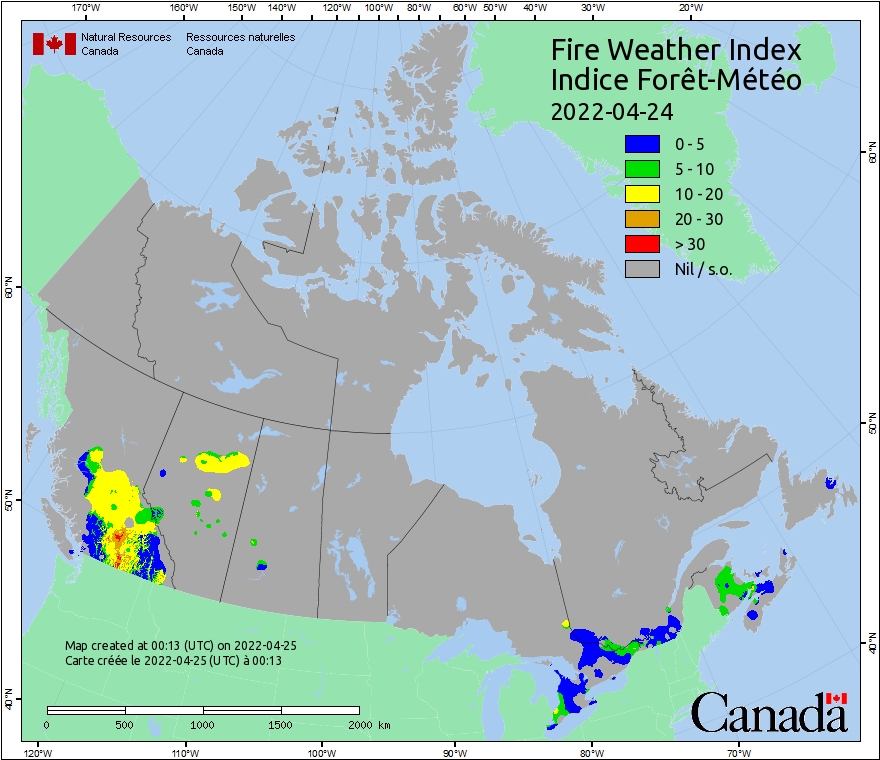 170°W 160°W 150°W 140°W 130°W 120°W 110°W 100°W 90°W 80°W 60°W 50°W 40°W 30°W 20°W
Natural Resources Ressources naturelles
Canada Canada
Fire Weather Index
Indice Forêt-Météo
2022-04-24
0 - 5
5 - 10
10 - 20
20 - 30
> 30
Nil / s.o.
60°N
60°N
50°N
50°N
40°N
40°N
Map created at 00:13 (UTC) on 2022-04-25
Carte créée le 2022-04-25 (UTC) à 00:13
0 500 1000 1500 2000 km
Canada
120°W 110°W 100°W 90°W 80°W 70°W